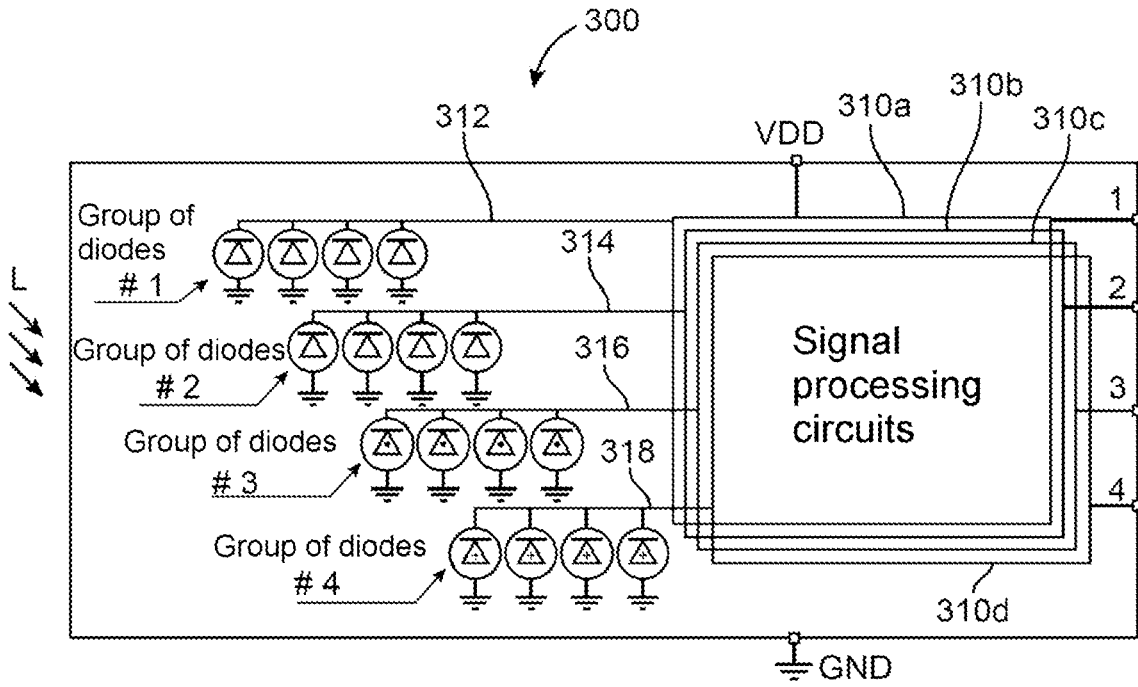 300
312
310a
310b
310c
VDD
1
Group of
diodes
# 1
314
L
2
Group of diodes
# 2
316
Signal
processing
circuits
3
Group of diodes
# 3
318
4
Group of diodes
# 4
310d
GND